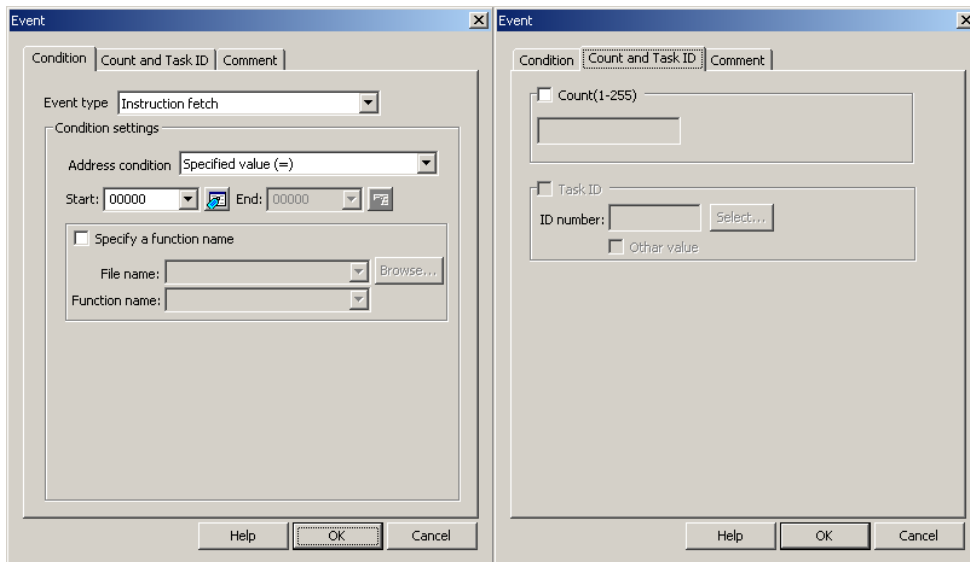 Event
Condition Count and Task ID Comment
Event type Instruction fetch
Condition settings
Address condition Specified value (=)
Start: 00000 End: 00000
Specify a function name
File name: Browse...
Function name:
Help OK Cancel
Event
Condition Count and Task ID Comment
Count(1-255)
Task ID
ID number: Select...
Othar value
Help OK Cancel